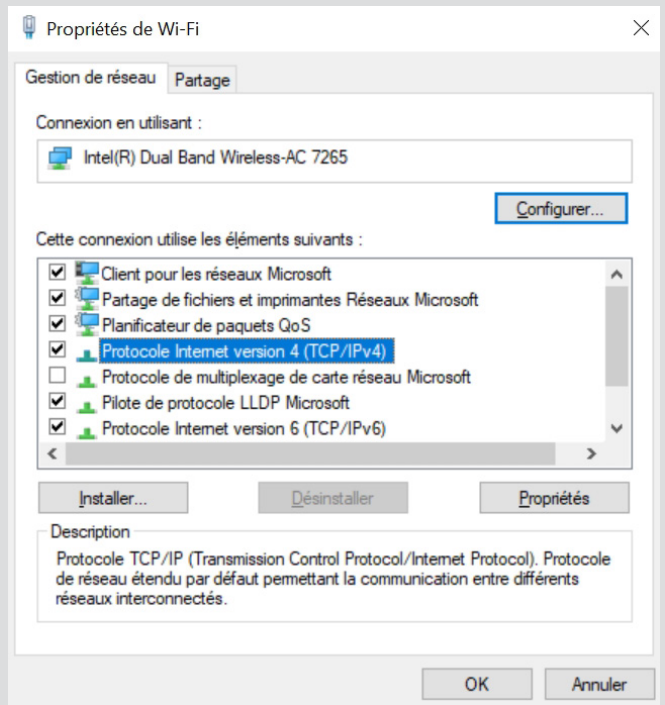 Propriétés de Wi-Fi
Gestion de réseau
Partage
Connexion en utilisant :
Intel(R) Dual Band Wireless-AC 7265
Configurer...
Cette connexion utilise les éléments suivants :
Client pour les réseaux Microsoft
Partage de fichiers et imprimantes Réseaux Microsoft
Planificateur de paquets QoS
Protocole Internet version 4 (TCP/IPv4)
Protocole de multiplexage de carte réseau Microsoft
Pilote de protocole LLDP Microsoft
Protocole Internet version 6 (TCP/IPv6)
Installer...
Désinstaller
Propriétés
Description
Protocole TCP/IP (Transmission Control Protocol/Internet Protocol). Protocole
de réseau étendu par défaut permettant la communication entre différents
réseaux interconnectés.
OK
Annuler